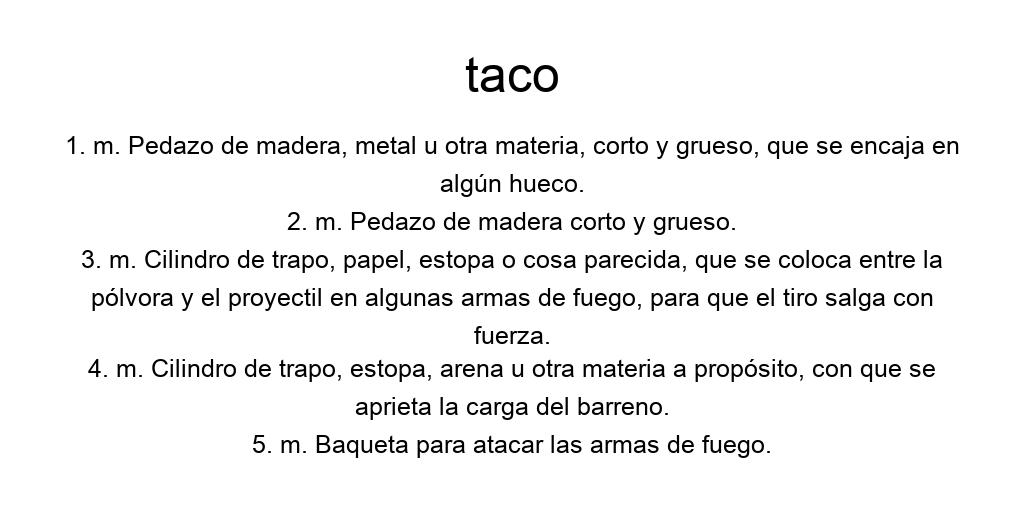 taco
1. m. Pedazo de madera, metal u otra materia, corto y grueso, que se encaja en
algún hueco.
2. m. Pedazo de madera corto y grueso.
3. m. Cilindro de trapo, papel, estopa o cosa parecida, que se coloca entre la
pólvora y el proyectil en algunas armas de fuego, para que el tiro salga con
fuerza.
4. m. Cilindro de trapo, estopa, arena u otra materia a propósito, con que se
aprieta la carga del barreno.
5. m. Baqueta para atacar las armas de fuego.